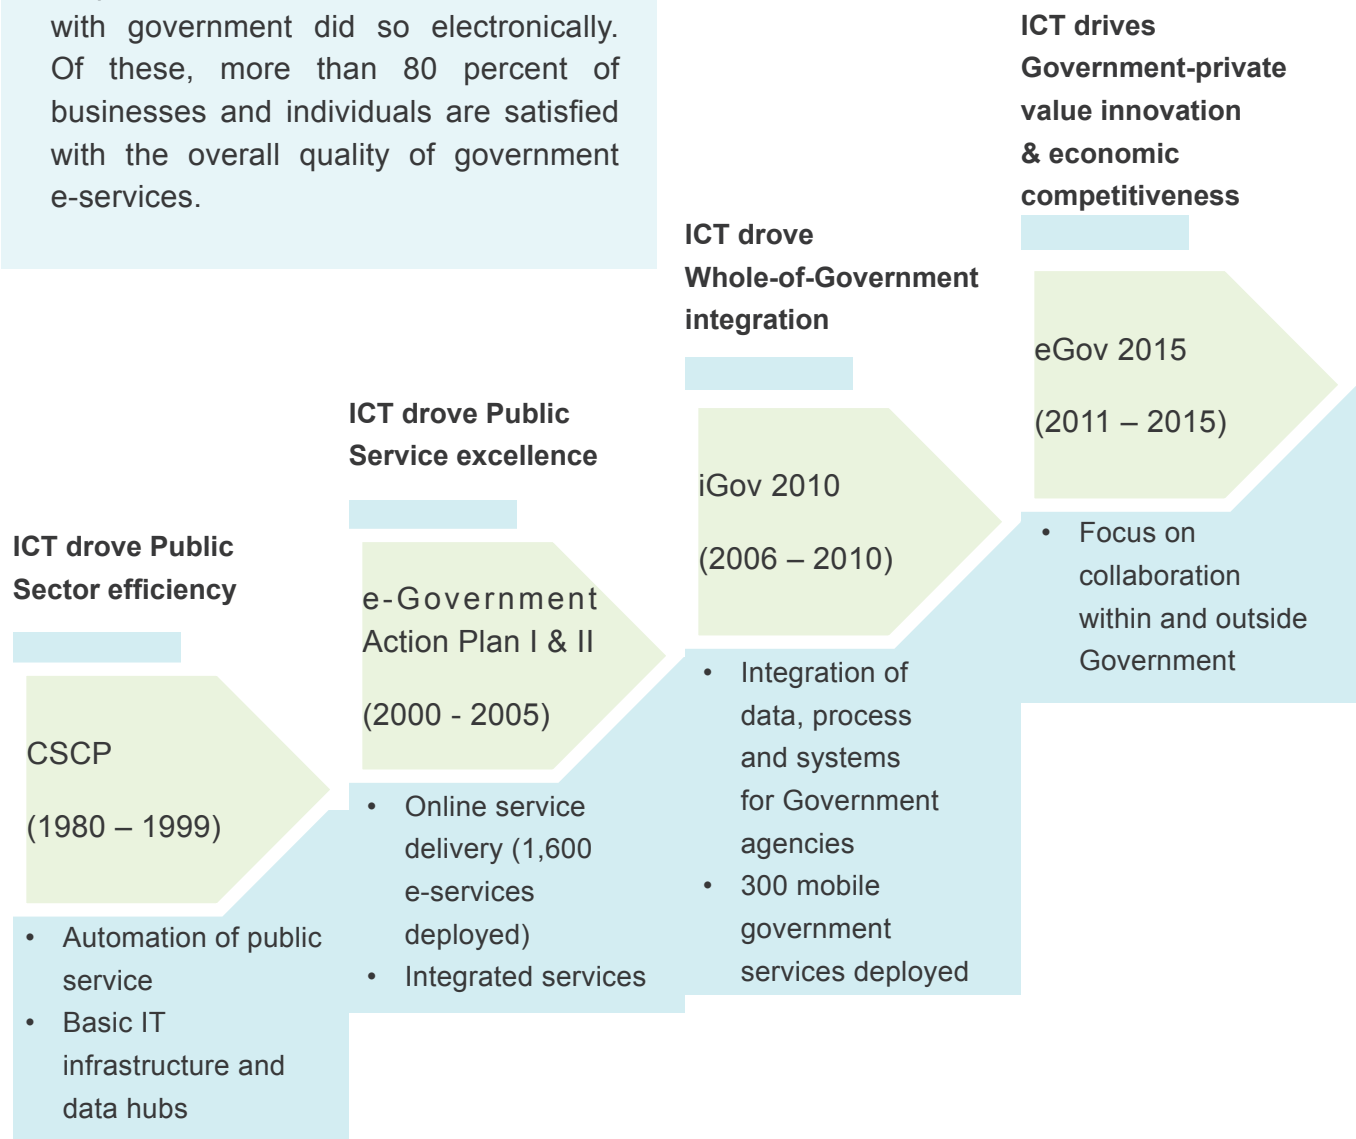 with government did so electronically.
Of these, more than 80 percent of
businesses and individuals are satisfied
with the overall quality of government
e-services.
ICT drove Public
Sector efficiency
CSCP
(1980 – 1999)
• Automation of public
service
• Basic IT
infrastructure and
data hubs
ICT drove Public
Service excellence
e-Government
Action Plan I & II
(2000 - 2005)
• Online service
delivery (1,600
e-services
deployed)
• Integrated services
ICT drove
Whole-of-Government
integration
iGov 2010
(2006 – 2010)
• Integration of
data, process
and systems
for Government
agencies
• 300 mobile
government
services deployed
ICT drives
Government-private
value innovation
& economic
competitiveness
eGov 2015
(2011 – 2015)
• Focus on
collaboration
within and outside
Government